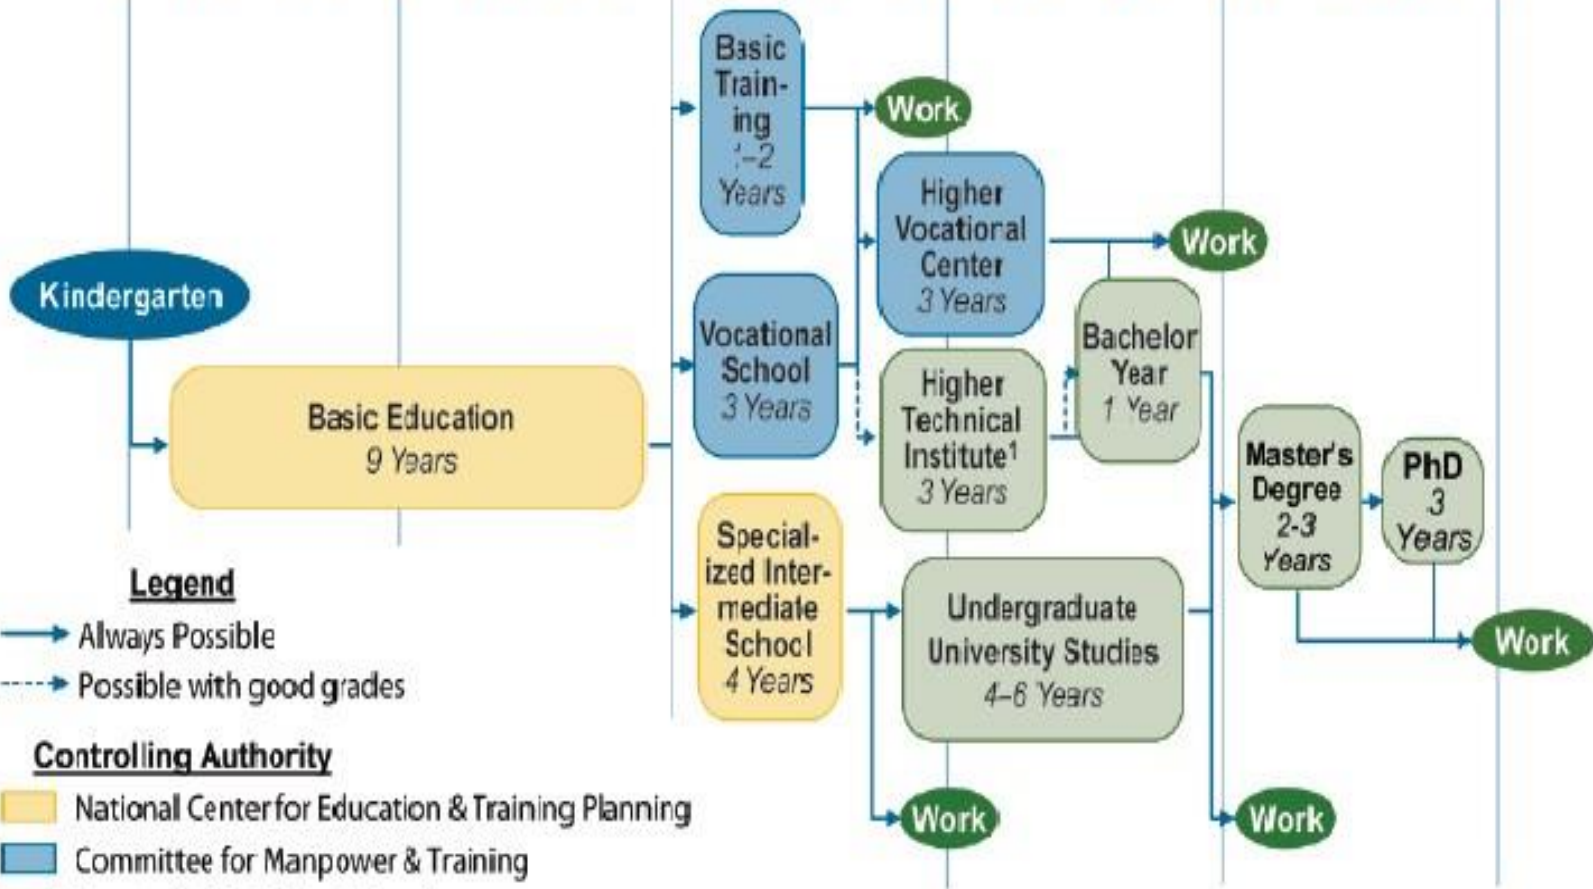 Basic
Train-
ing
1–2
Years
Work
Higher
Vocational
Center
3 Years
Work
Kindergarten
Vocational
School
3 Years
Bachelor
Year
1 Year
Higher
Technical
Institute¹
3 Years
Basic Education
9 Years
Master's
Degree
2-3
Years
PhD
3
Years
Special-
ized Inter-
mediate
School
4 Years
Undergraduate
University Studies
4–6 Years
Work
Work
Work
Legend
Always Possible
Possible with good grades
Controlling Authority
National Center for Education & Training Planning
Committee for Manpower & Training